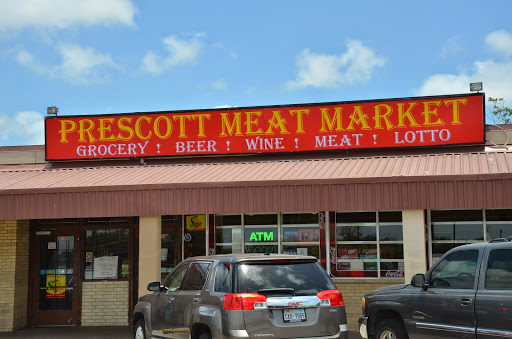 PRESCOTT MEAT MARKET
GROCERY ! BEER ! WINE ! MEAT ! LOTTO
ATM